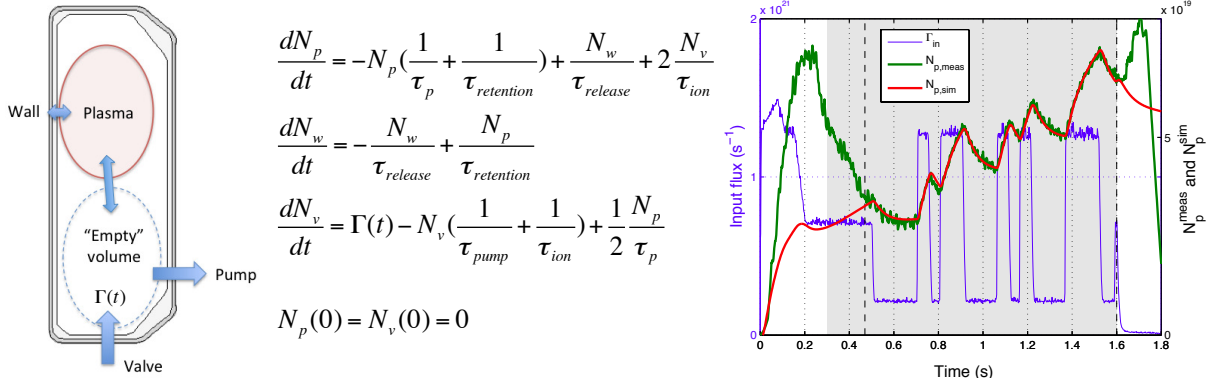 Wall
Plasma
“Empty”
volume
Γ(t)
Pump
Valve
dN_p/dt = −N_p(1/τ_p + 1/τ_retention) + N_w/τ_release + 2 N_v/τ_ion
dN_w/dt = −N_w/τ_release + N_p/τ_retention
dN_v/dt = Γ(t) − N_v(1/τ_pump + 1/τ_ion) + 1/2 N_p/τ_p
N_p(0) = N_v(0) = 0
x 10^21
x 10^19
2
1
0
Input flux (s^−1)
Γ_in
N_p,meas
N_p,sim
5
0
N_p^meas and N_p^sim
0 0.2 0.4 0.6 0.8 1 1.2 1.4 1.6 1.8
Time (s)